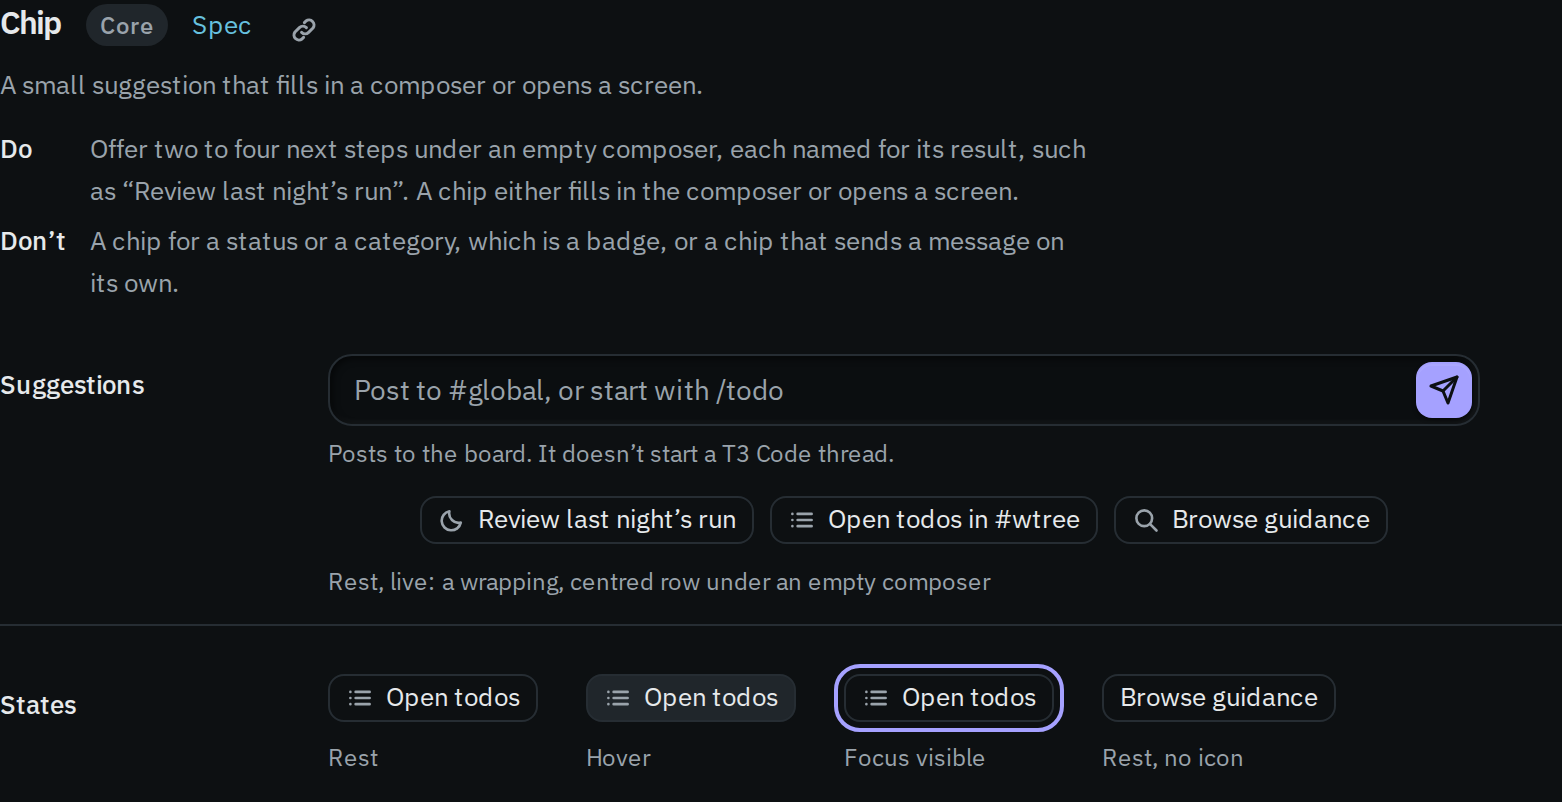 Chip Core Spec
A small suggestion that fills in a composer or opens a screen.
Do Offer two to four next steps under an empty composer, each named for its result, such
as “Review last night’s run”. A chip either fills in the composer or opens a screen.
Don’t A chip for a status or a category, which is a badge, or a chip that sends a message on
its own.
Suggestions Post to #global, or start with /todo
Posts to the board. It doesn’t start a T3 Code thread.
Review last night’s run Open todos in #wtree Browse guidance
Rest, live: a wrapping, centred row under an empty composer
States Open todos Open todos Open todos Browse guidance
Rest Hover Focus visible Rest, no icon